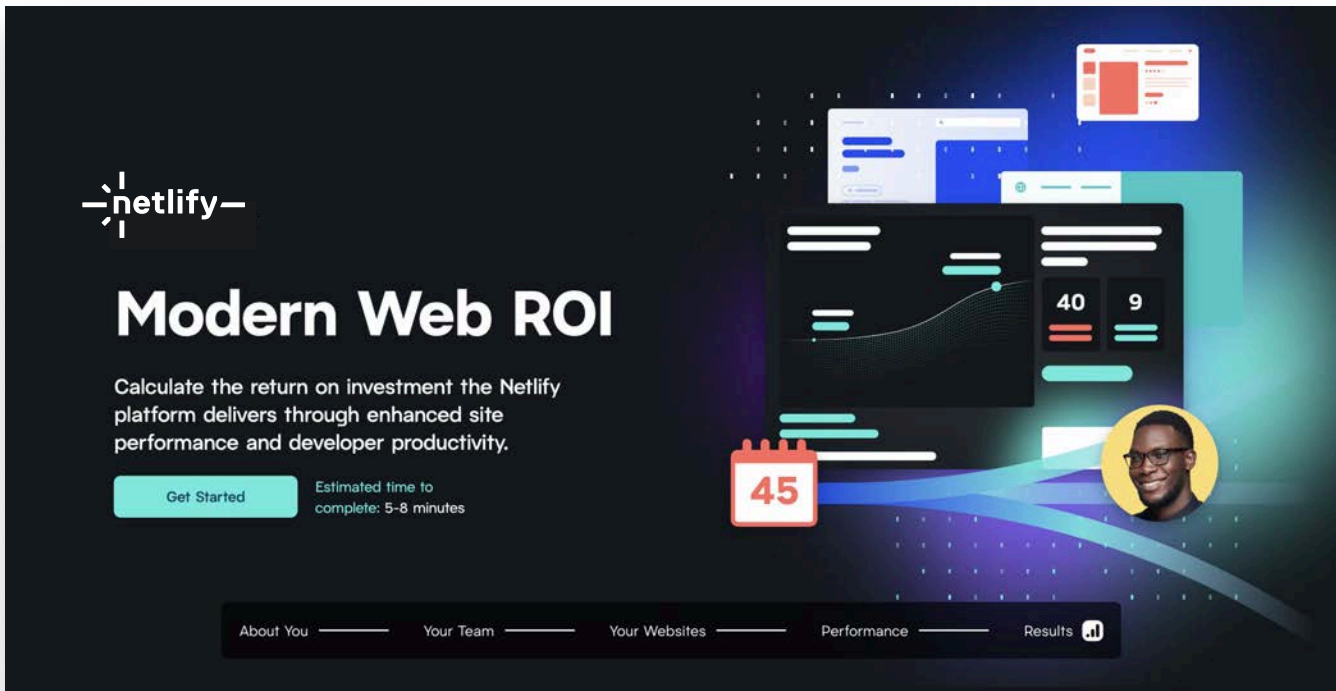 netlify
Modern Web ROI
Calculate the return on investment the Netlify
platform delivers through enhanced site
performance and developer productivity.
Get Started
Estimated time to
complete: 5-8 minutes
40
9
45
About You
Your Team
Your Websites
Performance
Results